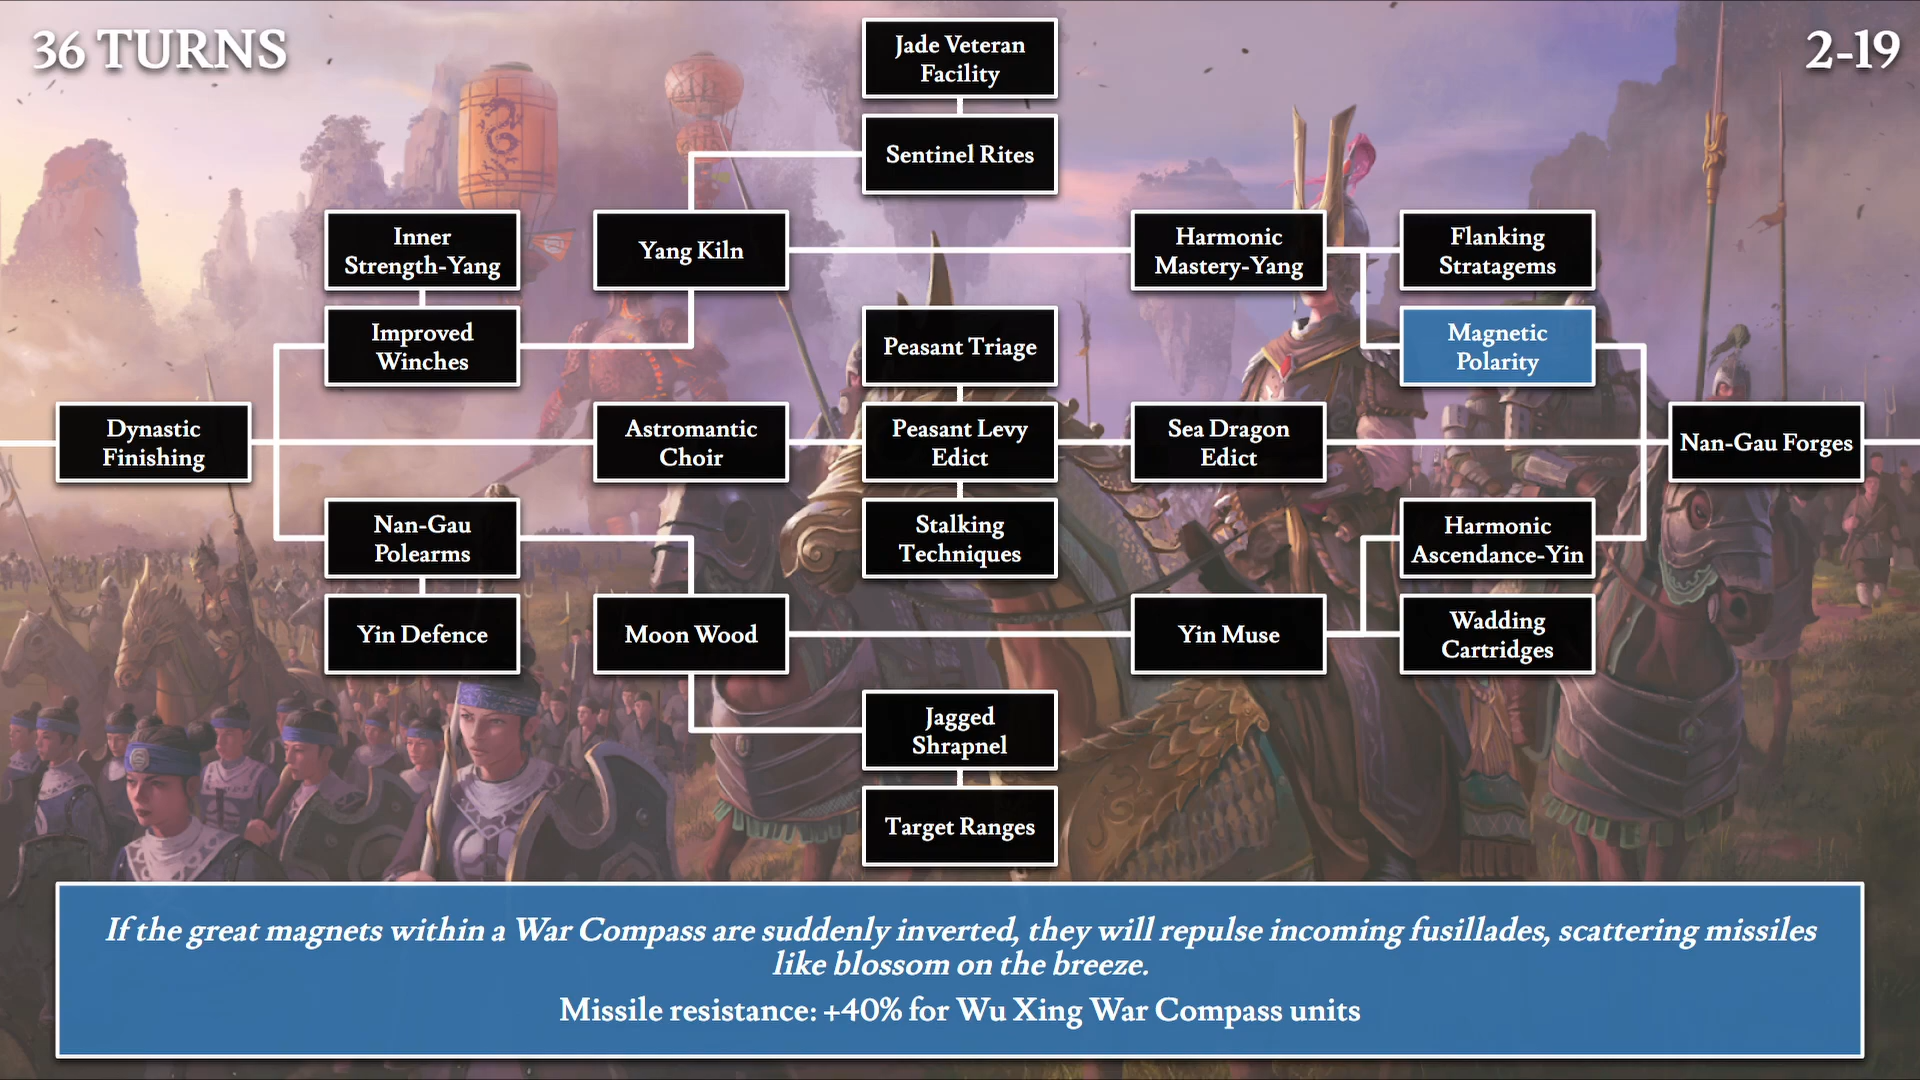 36 TURNS
2-19
Jade Veteran
Facility
Sentinel Rites
Inner
Strength-Yang
Yang Kiln
Harmonic
Mastery-Yang
Flanking
Stratagems
Improved
Winches
Peasant Triage
Magnetic
Polarity
Dynastic
Finishing
Astromantic
Choir
Peasant Levy
Edict
Sea Dragon
Edict
Nan-Gau Forges
Nan-Gau
Polearms
Stalking
Techniques
Harmonic
Ascendance-Yin
Yin Defence
Moon Wood
Yin Muse
Wadding
Cartridges
Jagged
Shrapnel
Target Ranges
If the great magnets within a War Compass are suddenly inverted, they will repulse incoming fusillades, scattering missiles
like blossom on the breeze.
Missile resistance: +40% for Wu Xing War Compass units